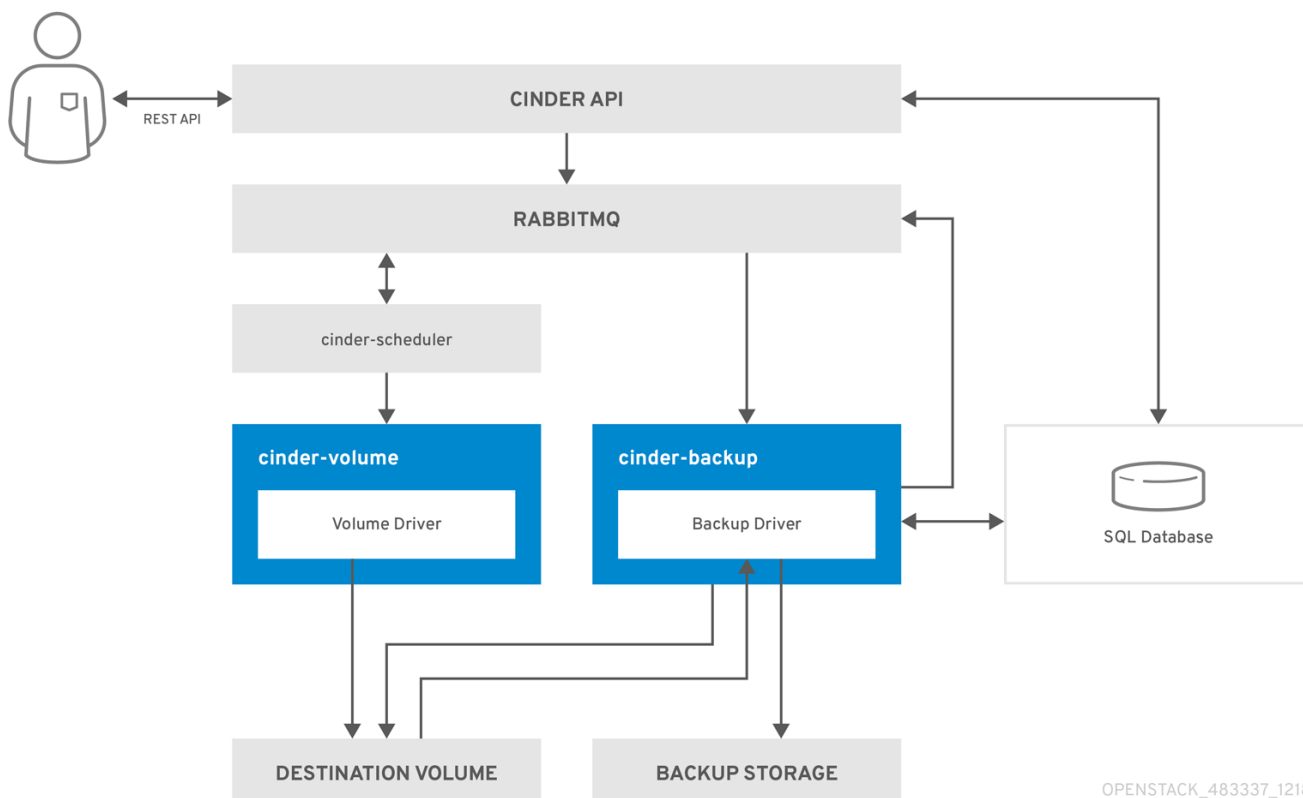 CINDER API
REST API
RABBITMQ
cinder-scheduler
cinder-volume
cinder-backup
Volume Driver
Backup Driver
SQL Database
DESTINATION VOLUME
BACKUP STORAGE
OPENSTACK_483337_1218